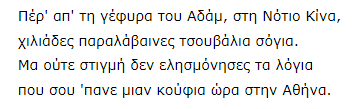 Πέρ' απ' τη γέφυρα του Αδάμ, στη Νότιο Κίνα,
χιλιάδες παραλάβαινες τσουβάλια σόγια.
Μα ούτε στιγμή δεν ελησμόνησες τα λόγια
που σου 'πανε μιαν κούφια ώρα στην Αθήνα.